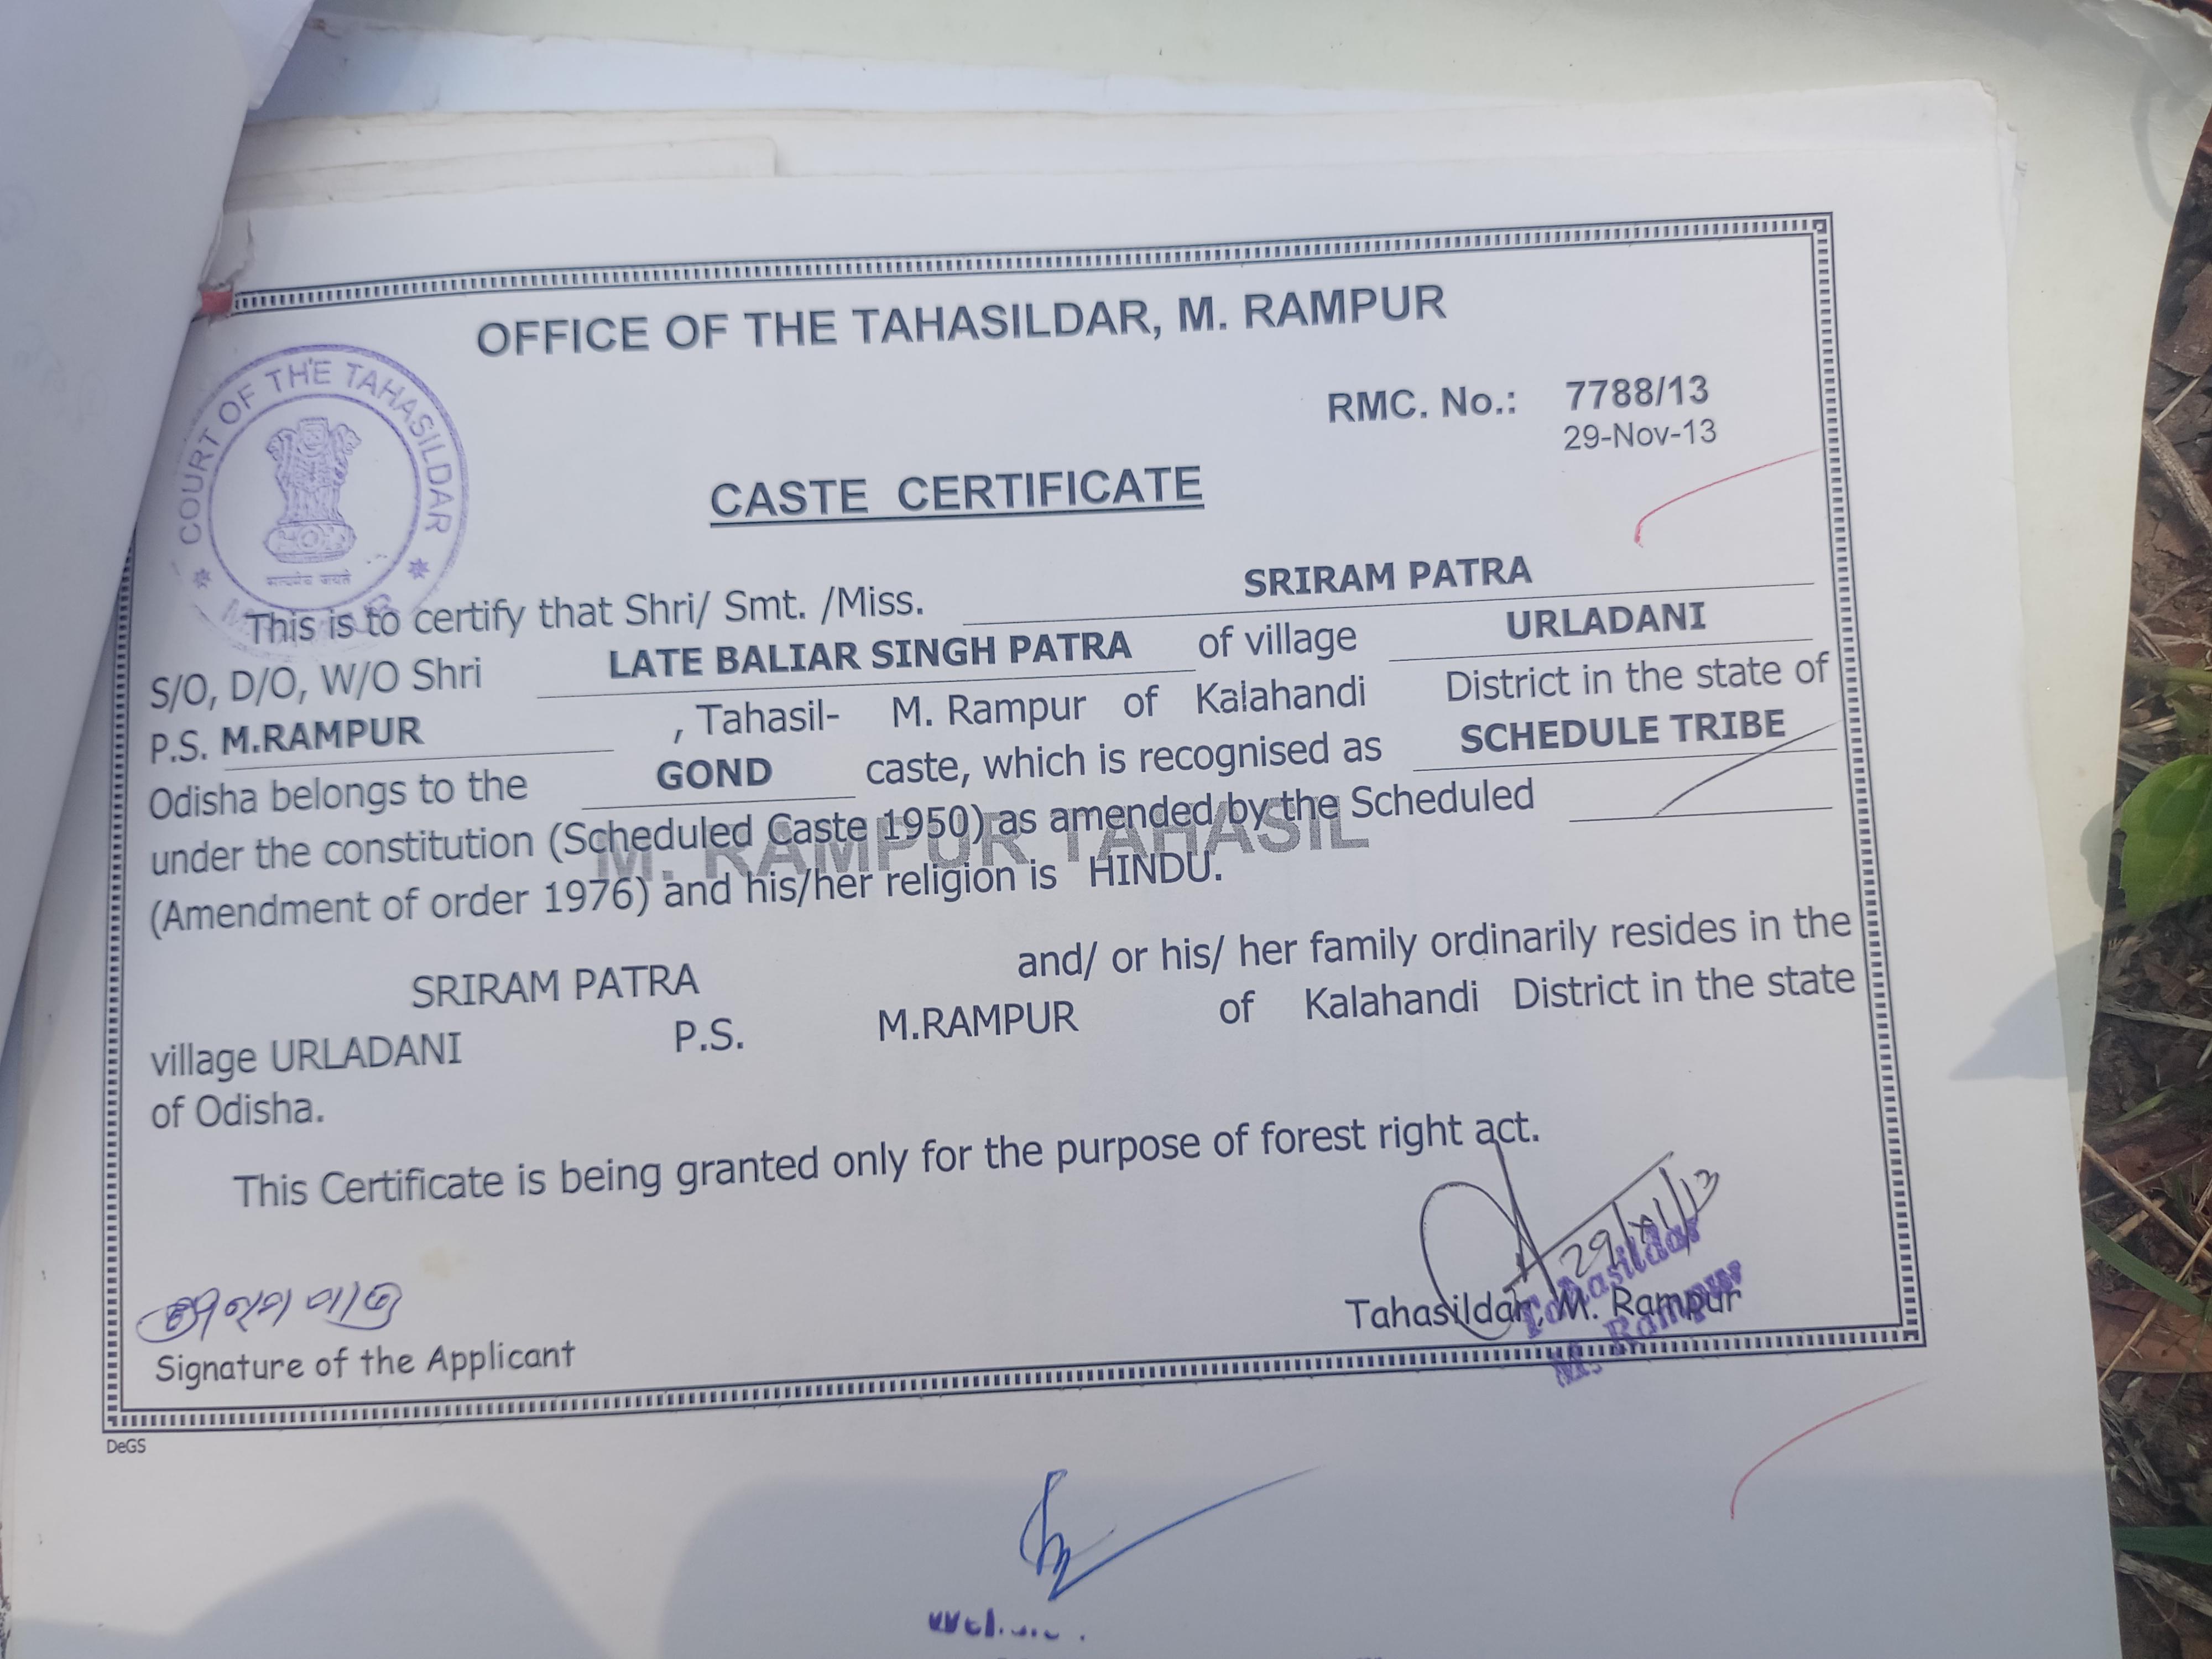 OFFICE OF THE TAHASILDAR, M. RAMPUR
COURT OF THE TAHASILDAR
सत्यमेव जयते
RMC. No.: 7788/13
29-Nov-13
CASTE CERTIFICATE
This is to certify that Shri/ Smt. /Miss. SRIRAM PATRA
S/O, D/O, W/O Shri LATE BALIAR SINGH PATRA of village URLADANI
P.S. M.RAMPUR , Tahasil- M. Rampur of Kalahandi District in the state of
Odisha belongs to the GOND caste, which is recognised as SCHEDULE TRIBE
under the constitution (Scheduled Caste 1950) as amended by the Scheduled
M. RAMPUR TAHASIL
(Amendment of order 1976) and his/her religion is HINDU.
SRIRAM PATRA and/ or his/ her family ordinarily resides in the
village URLADANI P.S. M.RAMPUR of Kalahandi District in the state
of Odisha.
This Certificate is being granted only for the purpose of forest right act.
29/11/13
Tahasildar, M. Rampur
Tahasildar
M. Rampur
Signature of the Applicant
DeGS